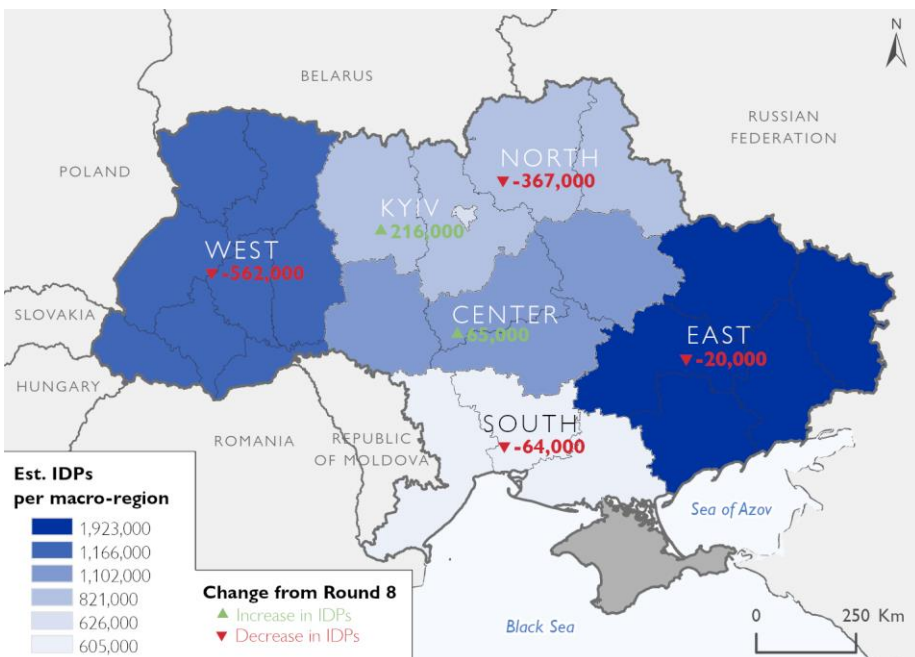 N
BELARUS
RUSSIAN
FEDERATION
POLAND
NORTH
▼ -367,000
KYIV
▲ 216,000
WEST
▼ -562,000
SLOVAKIA
CENTER
▲ 65,000
EAST
▼ -20,000
HUNGARY
SOUTH
▼ -64,000
ROMANIA
REPUBLIC
OF MOLDOVA
Sea of Azov
Black Sea
Est. IDPs
per macro-region
1,923,000
1,166,000
1,102,000
821,000
626,000
605,000
Change from Round 8
▲ Increase in IDPs
▼ Decrease in IDPs
0 250 Km